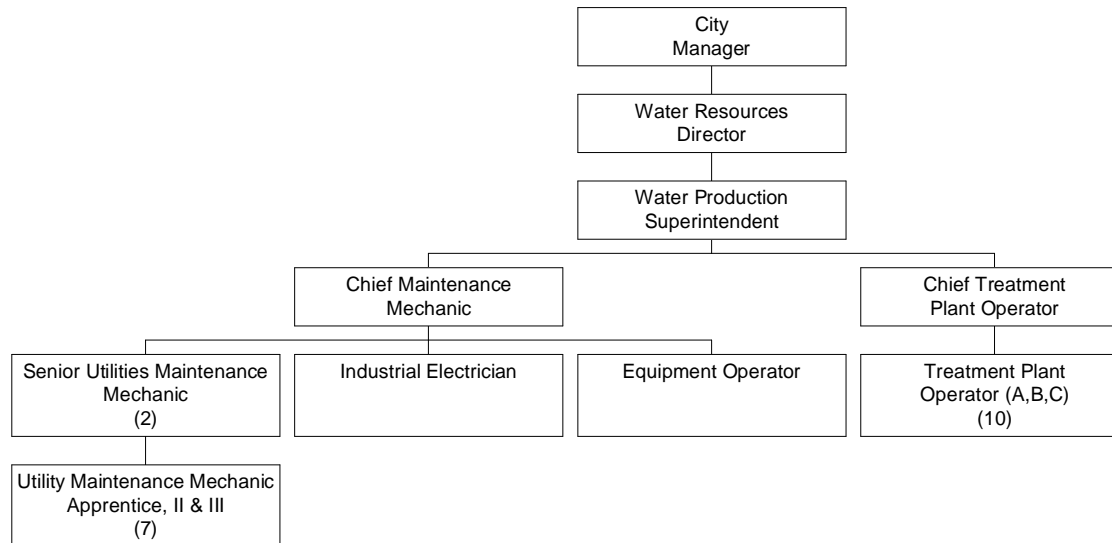 City
Manager
Water Resources
Director
Water Production
Superintendent
Chief Maintenance
Mechanic
Chief Treatment
Plant Operator
Senior Utilities Maintenance
Mechanic
(2)
Industrial Electrician
Equipment Operator
Treatment Plant
Operator (A,B,C)
(10)
Utility Maintenance Mechanic
Apprentice, II & III
(7)